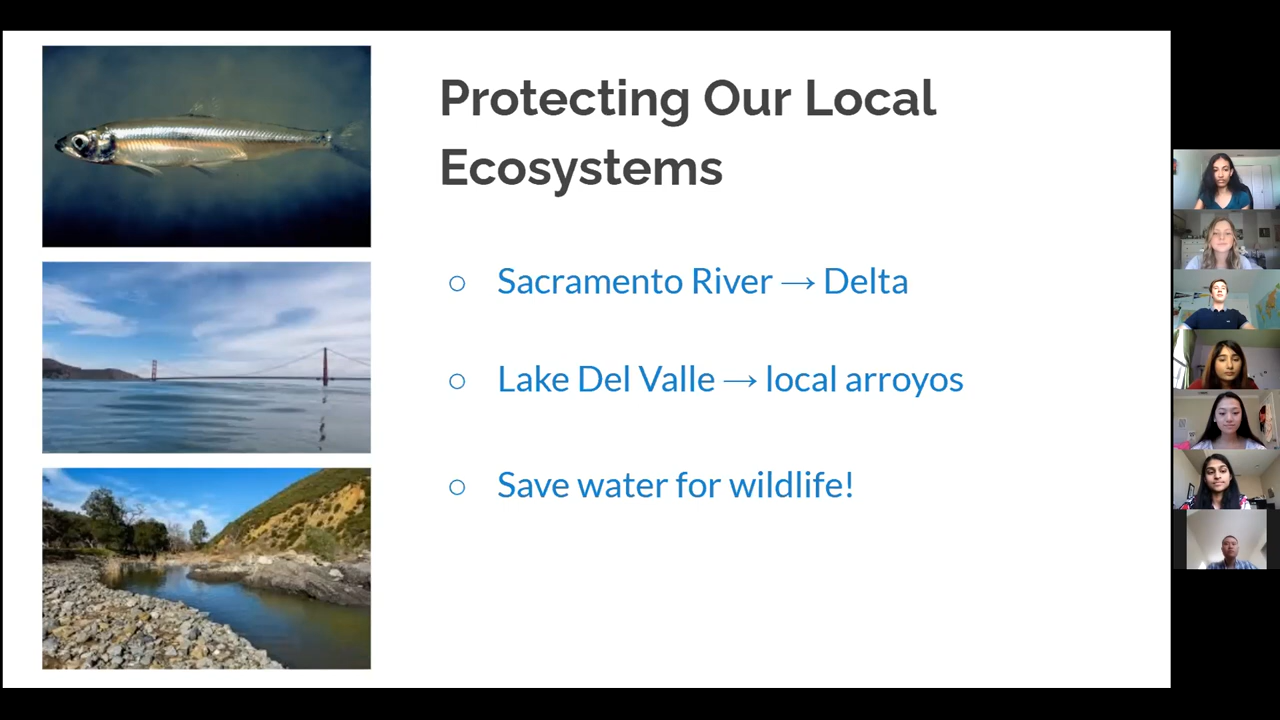 Protecting Our Local
Ecosystems
○ Sacramento River → Delta
○ Lake Del Valle → local arroyos
○ Save water for wildlife!